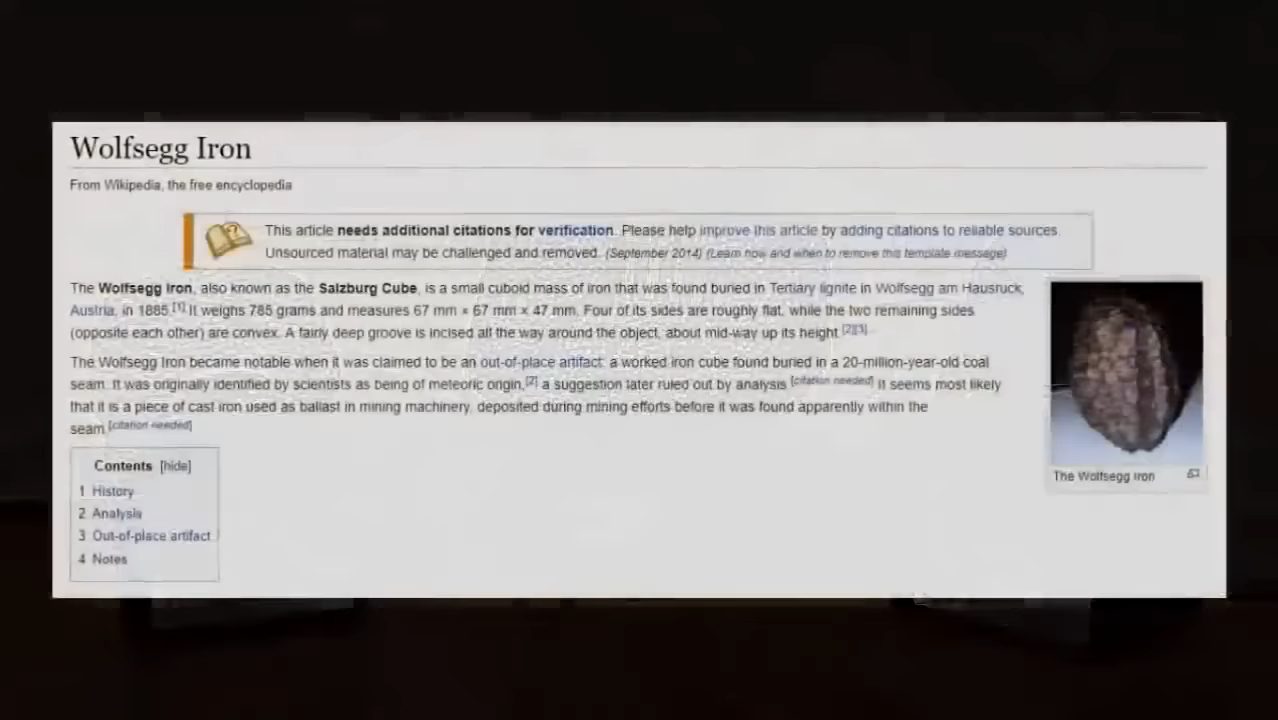 Wolfsegg Iron
From Wikipedia, the free encyclopedia
This article needs additional citations for verification. Please help improve this article by adding citations to reliable sources.
Unsourced material may be challenged and removed. (September 2014) (Learn how and when to remove this template message)
The Wolfsegg Iron, also known as the Salzburg Cube, is a small cuboid mass of iron that was found buried in Tertiary lignite in Wolfsegg am Hausruck,
Austria, in 1885.[1] It weighs 785 grams and measures 67 mm × 67 mm × 47 mm. Four of its sides are roughly flat, while the two remaining sides
(opposite each other) are convex. A fairly deep groove is incised all the way around the object, about mid-way up its height.[2][3]
The Wolfsegg Iron became notable when it was claimed to be an out-of-place artifact: a worked iron cube found buried in a 20-million-year-old coal
seam. It was originally identified by scientists as being of meteoric origin,[2] a suggestion later ruled out by analysis.[citation needed] It seems most likely
that it is a piece of cast iron used as ballast in mining machinery, deposited during mining efforts before it was found apparently within the
seam.[citation needed]
The Wolfsegg Iron
Contents [hide]
1 History
2 Analysis
3 Out-of-place artifact
4 Notes